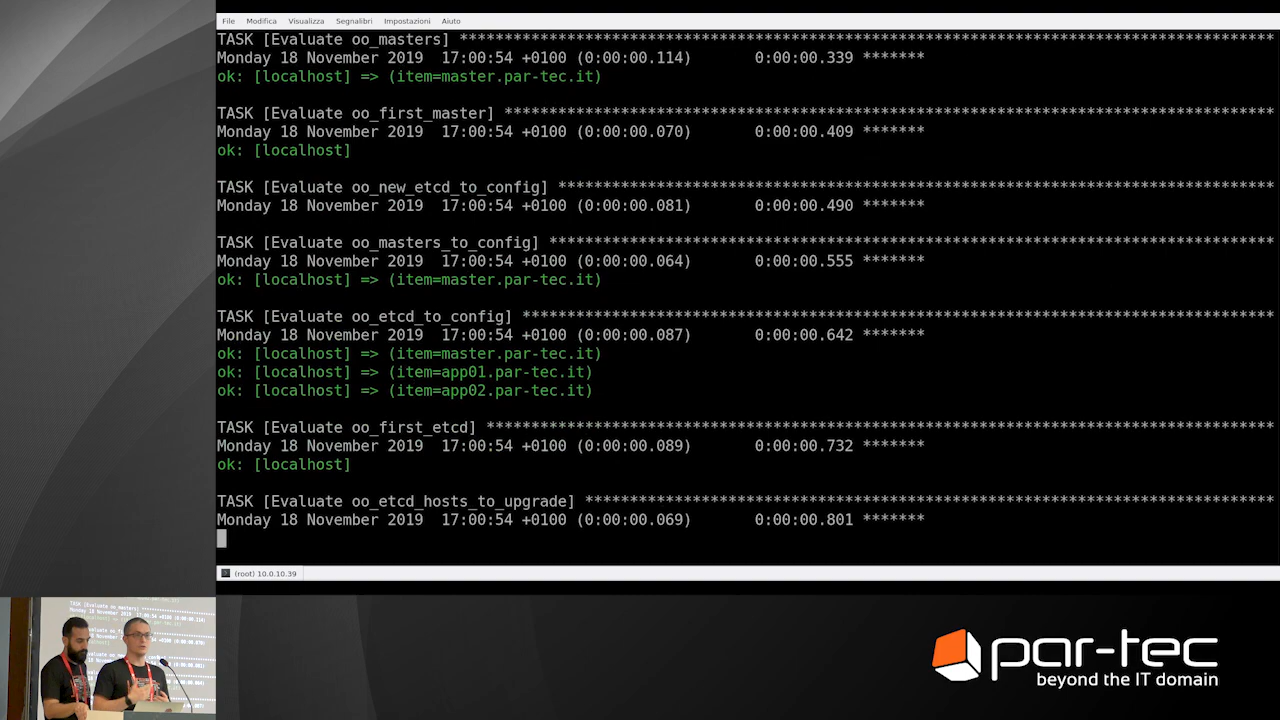 File Modifica Visualizza Segnalibri Impostazioni Aiuto
TASK [Evaluate oo_masters] *******************************************************************************************
Monday 18 November 2019  17:00:54 +0100 (0:00:00.114)       0:00:00.339 *******
ok: [localhost] => (item=master.par-tec.it)
TASK [Evaluate oo_first_master] **************************************************************************************
Monday 18 November 2019  17:00:54 +0100 (0:00:00.070)       0:00:00.409 *******
ok: [localhost]
TASK [Evaluate oo_new_etcd_to_config] ********************************************************************************
Monday 18 November 2019  17:00:54 +0100 (0:00:00.081)       0:00:00.490 *******
TASK [Evaluate oo_masters_to_config] *********************************************************************************
Monday 18 November 2019  17:00:54 +0100 (0:00:00.064)       0:00:00.555 *******
ok: [localhost] => (item=master.par-tec.it)
TASK [Evaluate oo_etcd_to_config] ************************************************************************************
Monday 18 November 2019  17:00:54 +0100 (0:00:00.087)       0:00:00.642 *******
ok: [localhost] => (item=master.par-tec.it)
ok: [localhost] => (item=app01.par-tec.it)
ok: [localhost] => (item=app02.par-tec.it)
TASK [Evaluate oo_first_etcd] ****************************************************************************************
Monday 18 November 2019  17:00:54 +0100 (0:00:00.089)       0:00:00.732 *******
ok: [localhost]
TASK [Evaluate oo_etcd_hosts_to_upgrade] *****************************************************************************
Monday 18 November 2019  17:00:54 +0100 (0:00:00.069)       0:00:00.801 *******
(root) 10.0.10.39
par-tec
beyond the IT domain